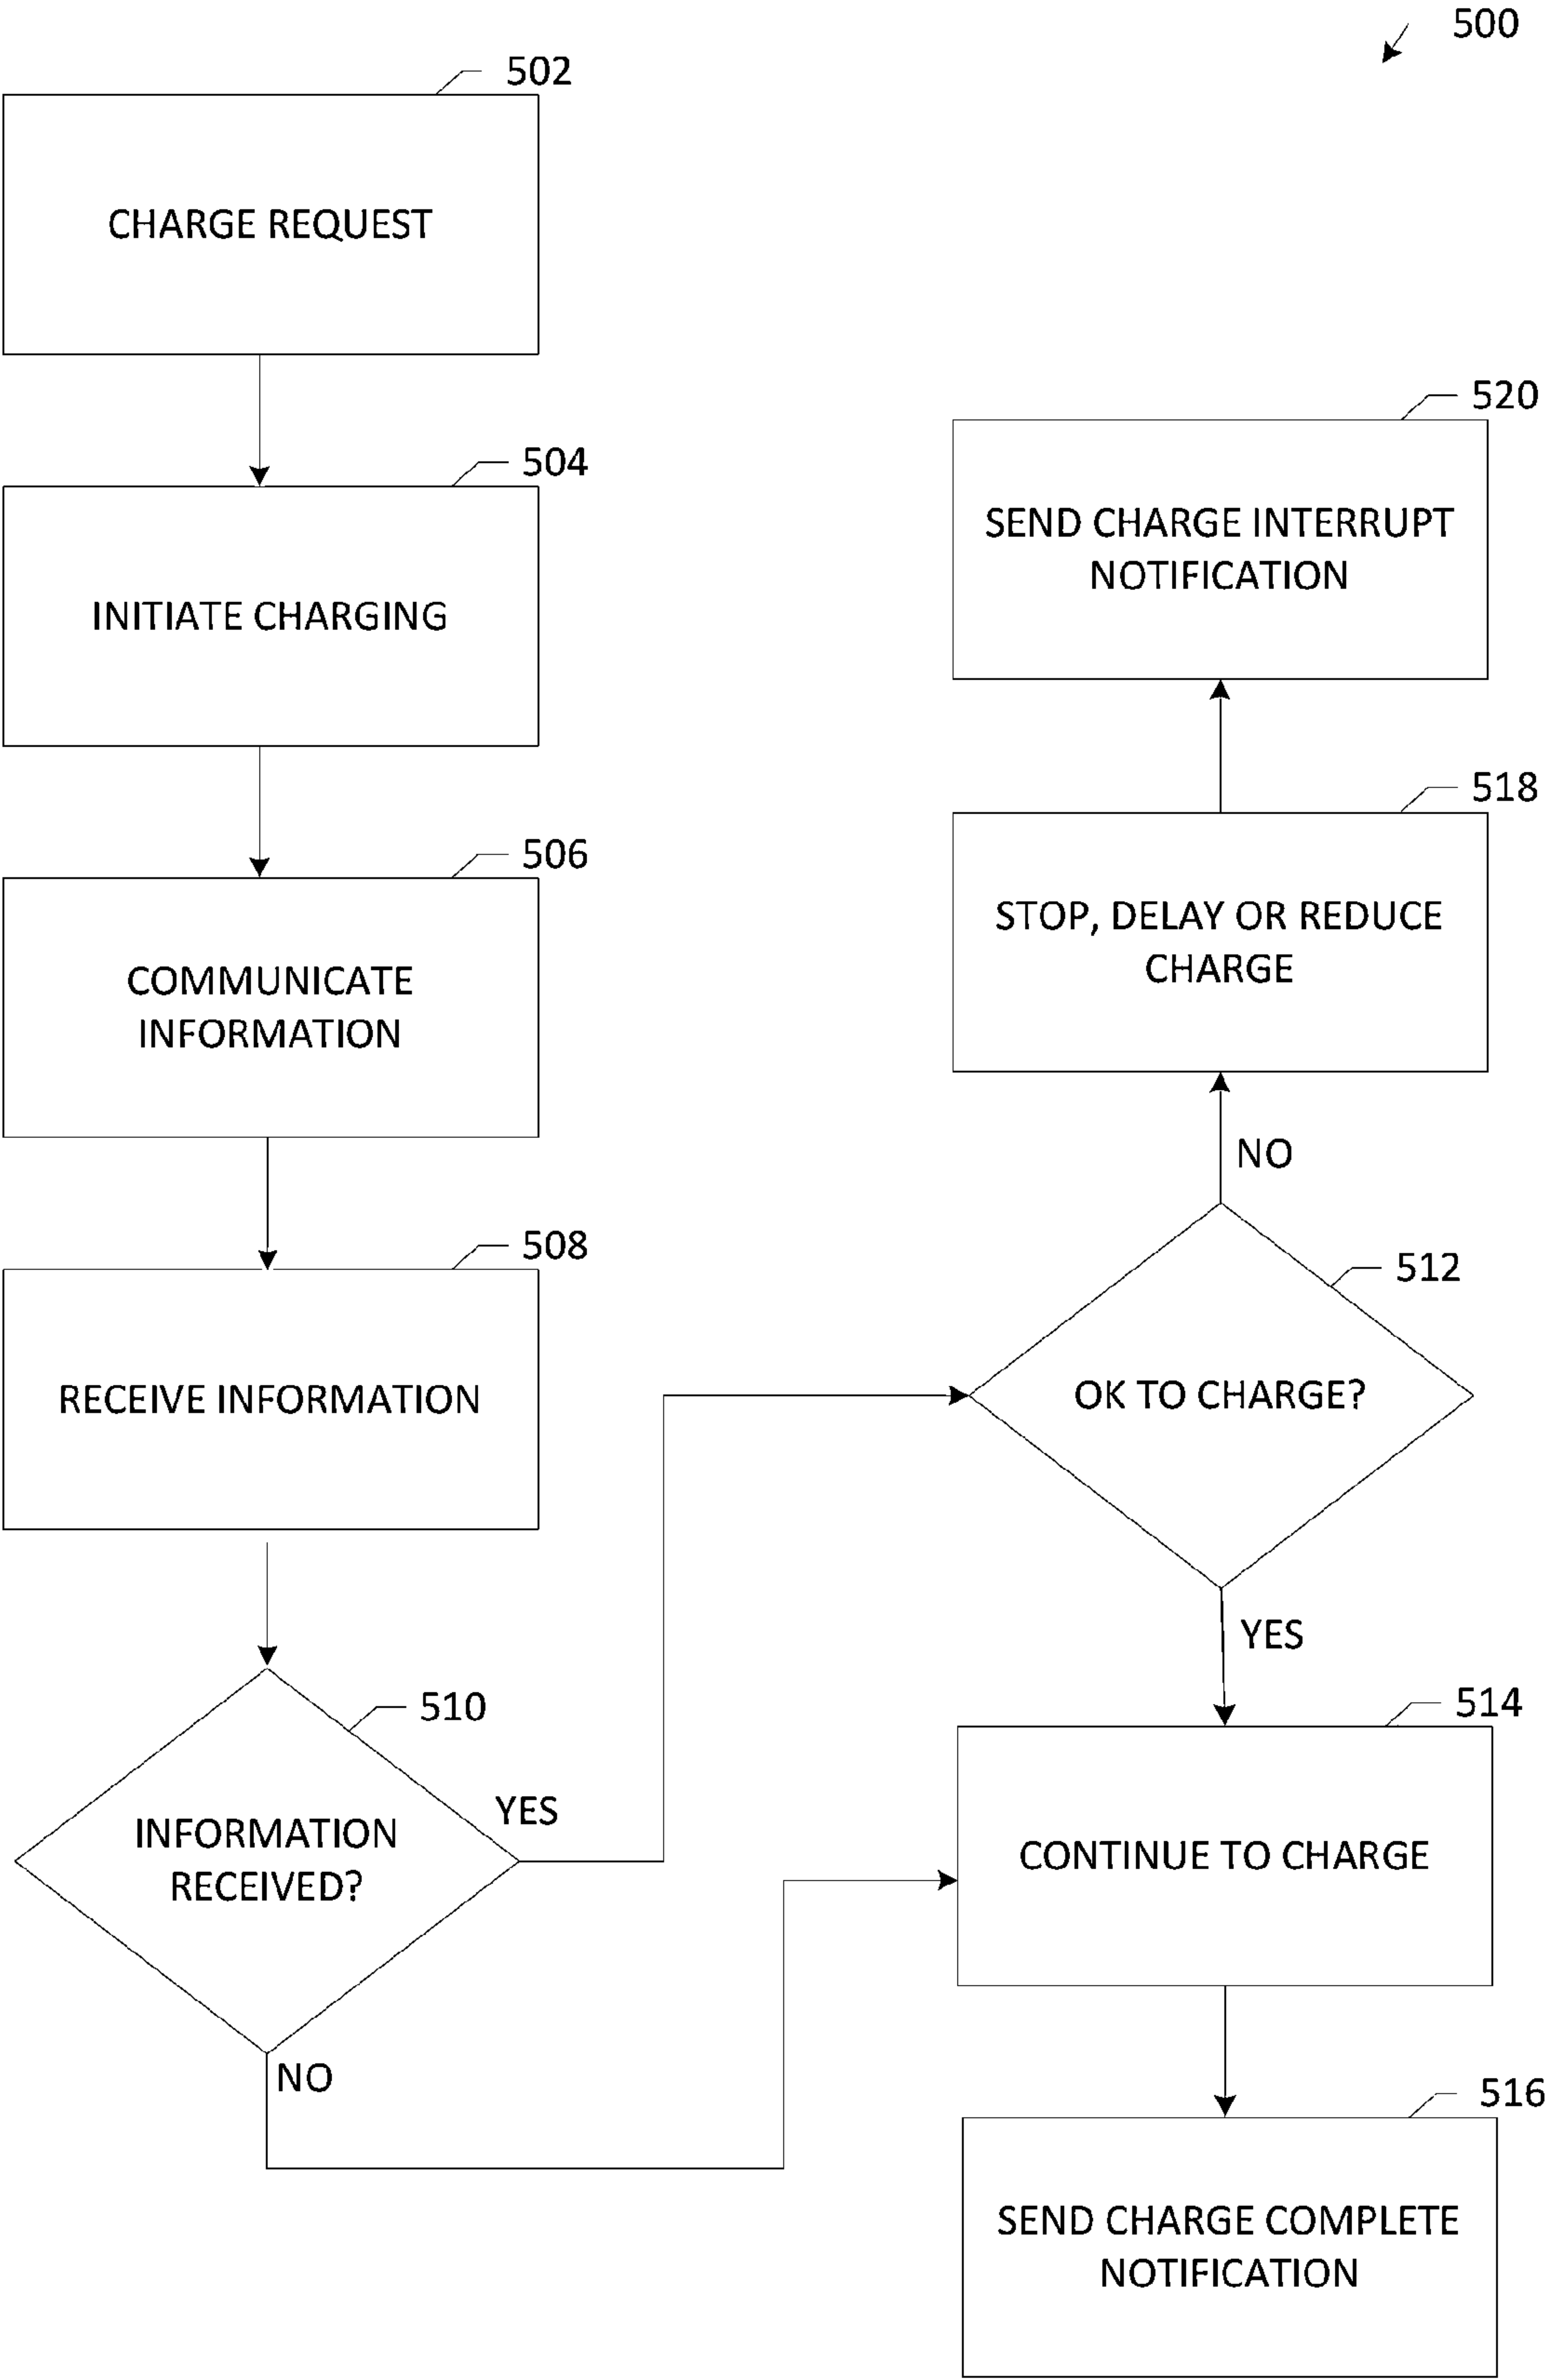 500
502
CHARGE REQUEST
504
INITIATE CHARGING
506
COMMUNICATE
INFORMATION
508
RECEIVE INFORMATION
510
INFORMATION
RECEIVED?
YES
NO
520
SEND CHARGE INTERRUPT
NOTIFICATION
518
STOP, DELAY OR REDUCE
CHARGE
NO
512
OK TO CHARGE?
YES
514
CONTINUE TO CHARGE
516
SEND CHARGE COMPLETE
NOTIFICATION